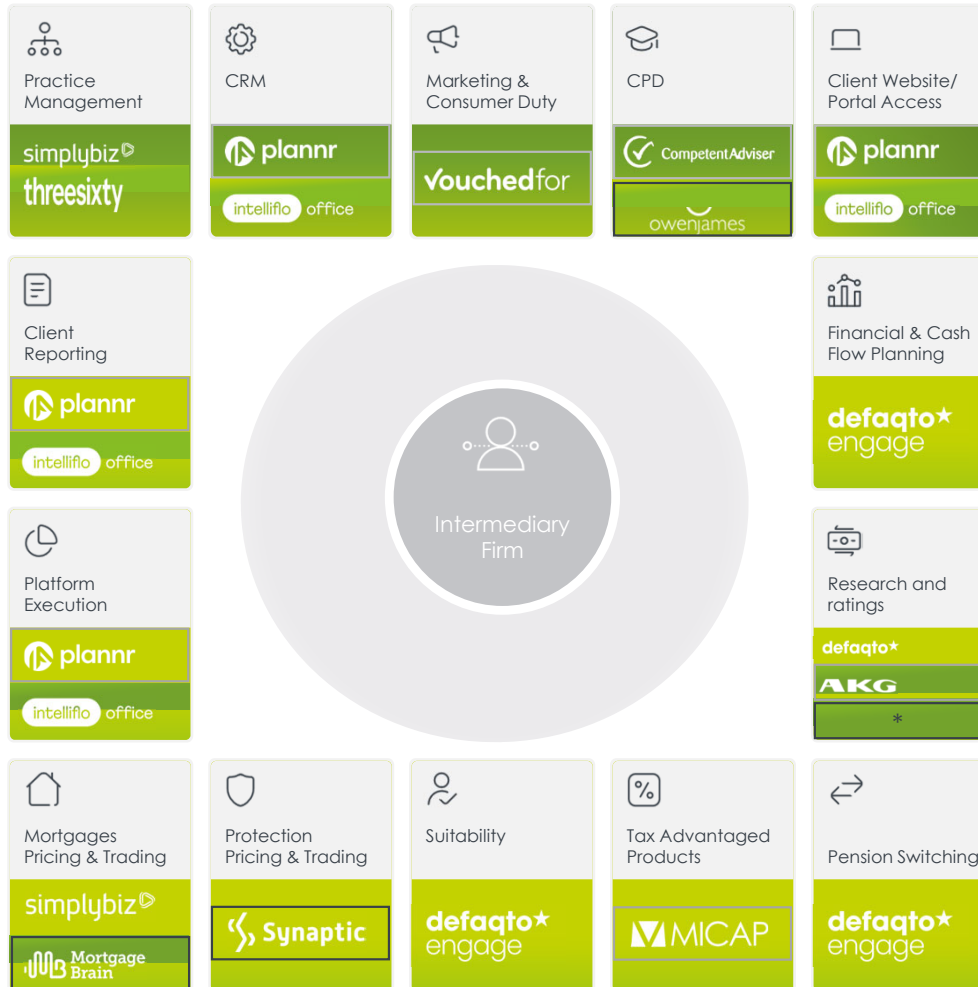 Practice
Management
simplybiz
threesixty
CRM
plannr
intelliflo office
Marketing &
Consumer Duty
vouchedfor
CPD
CompetentAdviser
owenjames
Client Website/
Portal Access
plannr
intelliflo office
Client
Reporting
plannr
intelliflo office
Financial & Cash
Flow Planning
defaqto
engage
Intermediary
Firm
Platform
Execution
plannr
intelliflo office
Research and
ratings
defaqto
AKG
*
Mortgages
Pricing & Trading
simplybiz
Mortgage
Brain
Protection
Pricing & Trading
Synaptic
Suitability
defaqto
engage
Tax Advantaged
Products
MICAP
Pension Switching
defaqto
engage